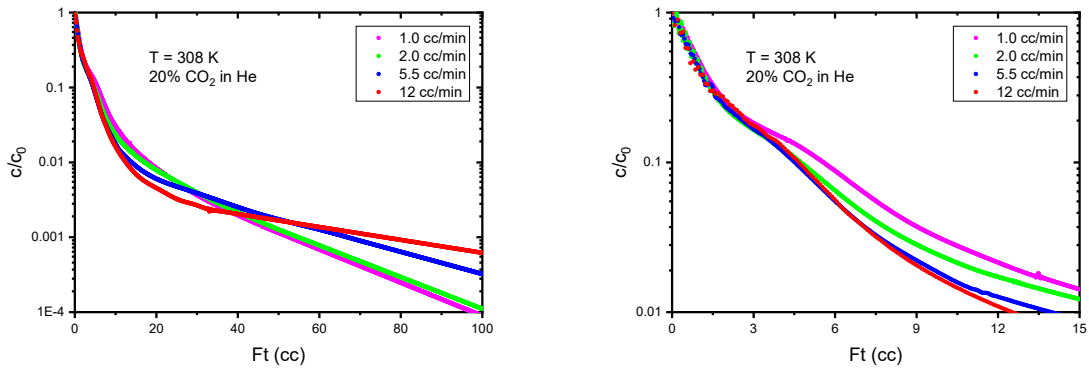 c/c0
1
0.1
0.01
0.001
1E-4
0
20
40
60
80
100
Ft (cc)
T = 308 K
20% CO2 in He
1.0 cc/min
2.0 cc/min
5.5 cc/min
12 cc/min
c/c0
1
0.1
0.01
0
3
6
9
12
15
Ft (cc)
T = 308 K
20% CO2 in He
1.0 cc/min
2.0 cc/min
5.5 cc/min
12 cc/min